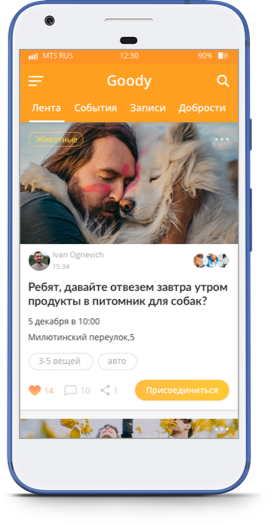 MTS RUS 12:30 90%
Goody
Лента События Записи Добрости
Животные
Ivan Ognevich
15:34
Ребят, давайте отвезем завтра утром
продукты в питомник для собак?
5 декабря в 10:00
Милютинский переулок,5
3-5 вещей авто
14 10 1 Присоединиться